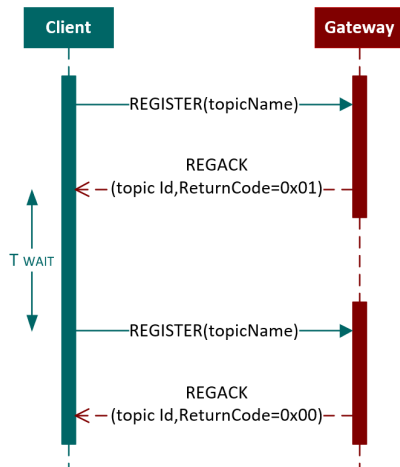 Client
Gateway
REGISTER(topicName)
REGACK
(topic Id,ReturnCode=0x01)
T WAIT
REGISTER(topicName)
REGACK
(topic Id,ReturnCode=0x00)